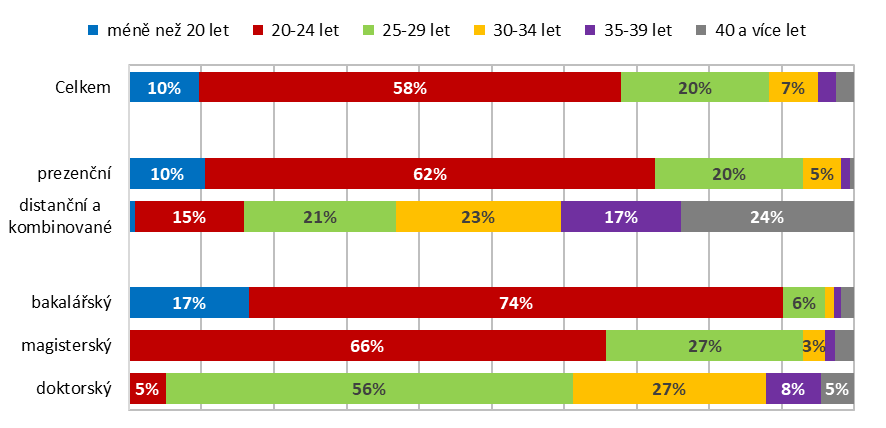 méně než 20 let 20-24 let 25-29 let 30-34 let 35-39 let 40 a více let
Celkem 10% 58% 20% 7%
prezenční 10% 62% 20% 5%
distanční a
kombinované 15% 21% 23% 17% 24%
bakalářský 17% 74% 6%
magisterský 66% 27% 3%
doktorský 5% 56% 27% 8% 5%